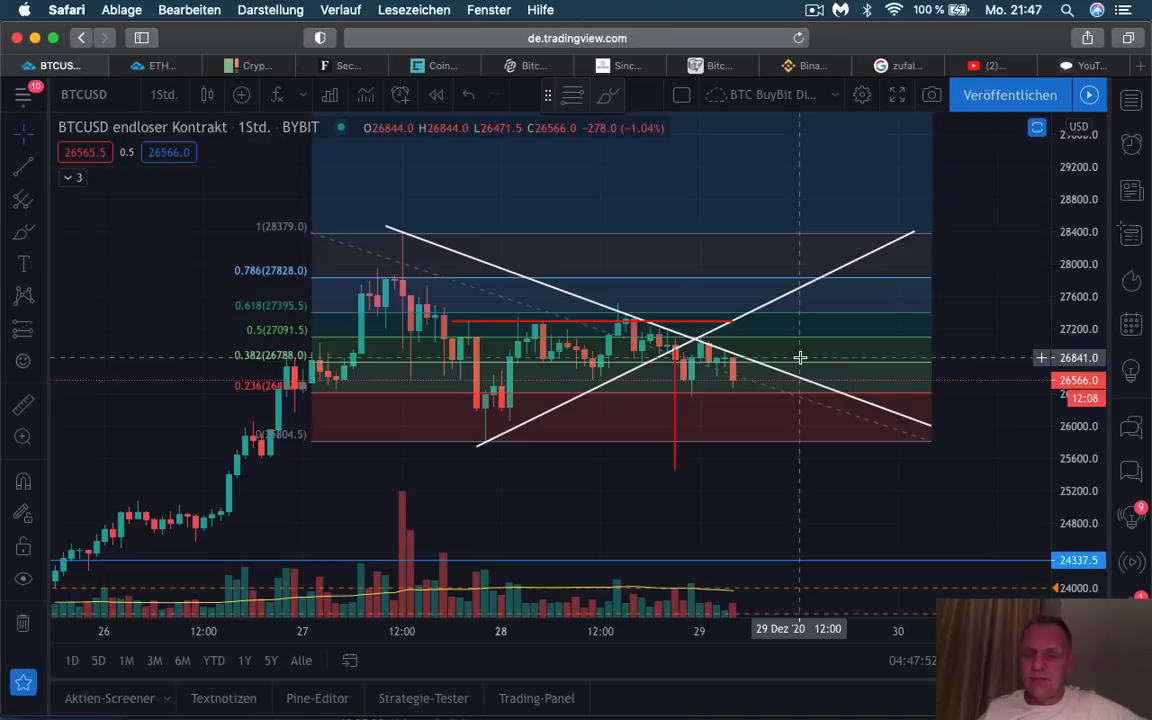 Safari Ablage Bearbeiten Darstellung Verlauf Lesezeichen Fenster Hilfe 100 % Mo. 21:47
de.tradingview.com
BTCUS... ETH... Cryp... Sec... Coin... Bitc... Sinc... Bitc... Bina... zufal... (2)... YouT...
10 BTCUSD 1Std. BTC BuyBit Di... Veröffentlichen
BTCUSD endloser Kontrakt · 1Std. · BYBIT O26844.0 H26844.0 L26471.5 C26566.0 −278.0 (−1.04%) USD
26565.5 0.5 26566.0
3
29200.0
28800.0
1(28379.0) 28400.0
0.786(27828.0) 28000.0
0.618(27395.5) 27600.0
0.5(27091.5) 27200.0
0.382(26788.0) 26841.0
26566.0
12:08
26000.0
25600.0
25200.0
9
24800.0
24337.5
24000.0
26 12:00 27 12:00 28 12:00 29 29 Dez '20 12:00 30
1D 5D 1M 3M 6M YTD 1Y 5Y Alle 04:47:52
Aktien-Screener Textnotizen Pine-Editor Strategie-Tester Trading-Panel